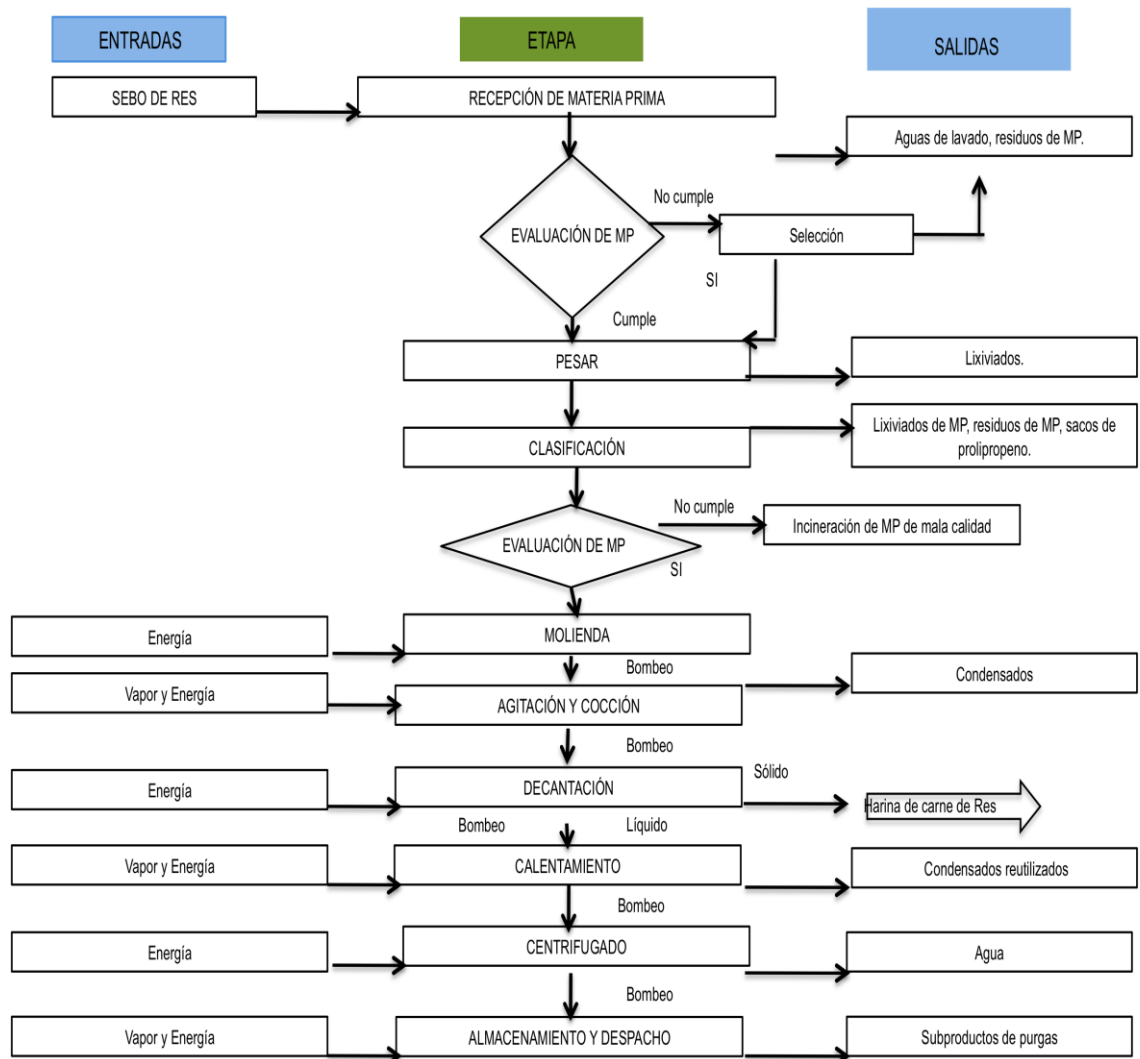 ENTRADAS
ETAPA
SALIDAS
SEBO DE RES
RECEPCIÓN DE MATERIA PRIMA
Aguas de lavado, residuos de MP.
No cumple
EVALUACIÓN DE MP
Selección
SI
Cumple
PESAR
Lixiviados.
CLASIFICACIÓN
Lixiviados de MP, residuos de MP, sacos de
prolipropeno.
No cumple
Incineración de MP de mala calidad
EVALUACIÓN DE MP
SI
Energía
MOLIENDA
Bombeo
Condensados
Vapor y Energía
AGITACIÓN Y COCCIÓN
Bombeo
Sólido
Energía
DECANTACIÓN
Harina de carne de Res
Bombeo
Líquido
Vapor y Energía
CALENTAMIENTO
Condensados reutilizados
Bombeo
Energía
CENTRIFUGADO
Agua
Bombeo
Vapor y Energía
ALMACENAMIENTO Y DESPACHO
Subproductos de purgas